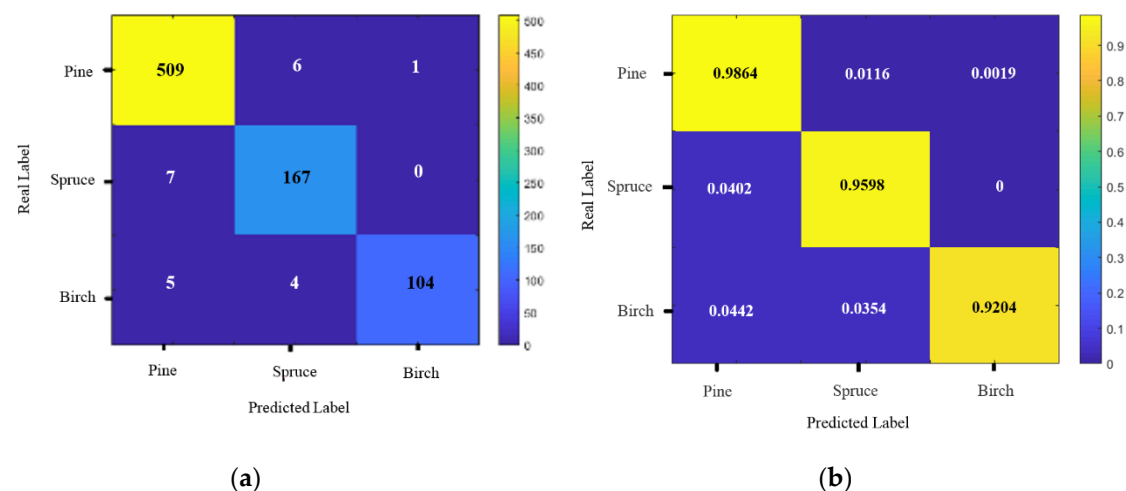 500
450
400
350
300
250
200
150
100
50
0
Real Label
Pine
509
6
1
Spruce
7
167
0
Birch
5
4
104
Pine
Spruce
Birch
Predicted Label
(a)
0.9
0.8
0.7
0.6
0.5
0.4
0.3
0.2
0.1
0
Real Label
Pine
0.9864
0.0116
0.0019
Spruce
0.0402
0.9598
0
Birch
0.0442
0.0354
0.9204
Pine
Spruce
Birch
Predicted Label
(b)